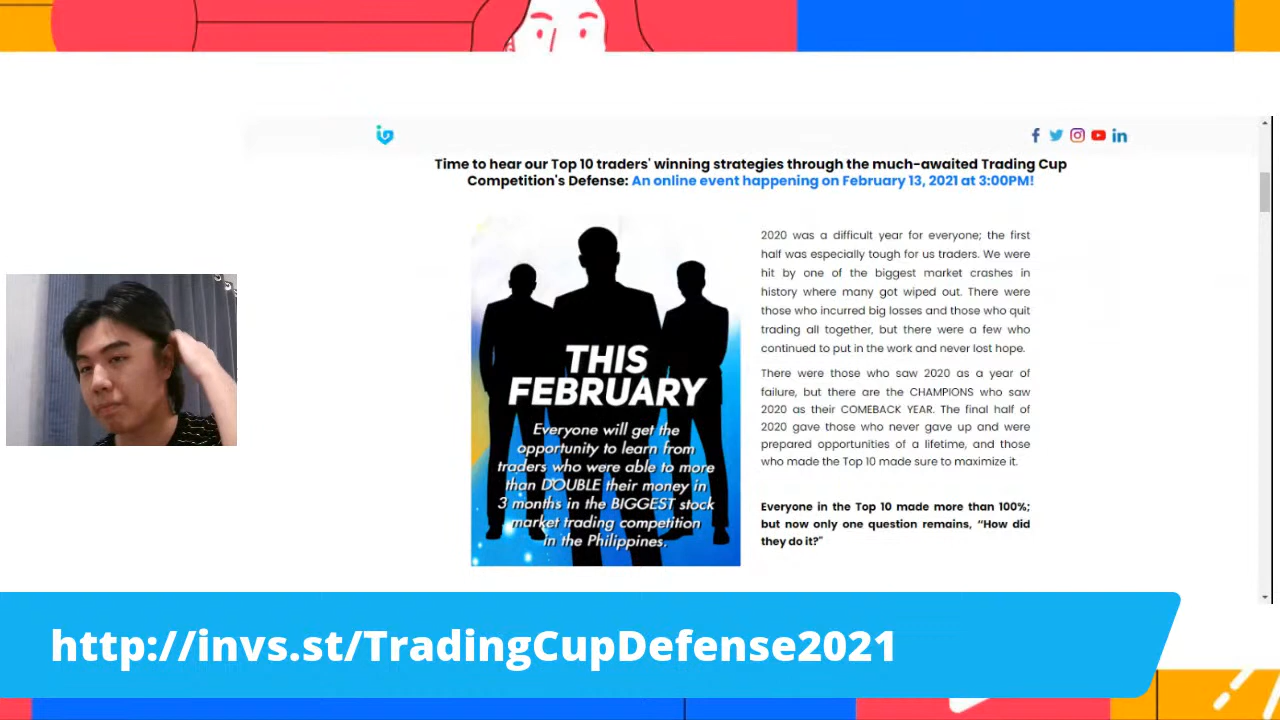 Time to hear our Top 10 traders' winning strategies through the much-awaited Trading Cup
Competition's Defense: An online event happening on February 13, 2021 at 3:00PM!
THIS
FEBRUARY
Everyone will get the
opportunity to learn from
traders who were able to more
than DOUBLE their money in
3 months in the BIGGEST stock
market trading competition
in the Philippines.
2020 was a difficult year for everyone; the first
half was especially tough for us traders. We were
hit by one of the biggest market crashes in
history where many got wiped out. There were
those who incurred big losses and those who quit
trading all together, but there were a few who
continued to put in the work and never lost hope.
There were those who saw 2020 as a year of
failure, but there are the CHAMPIONS who saw
2020 as their COMEBACK YEAR. The final half of
2020 gave those who never gave up and were
prepared opportunities of a lifetime, and those
who made the Top 10 made sure to maximize it.
Everyone in the Top 10 made more than 100%;
but now only one question remains, “How did
they do it?"
http://invs.st/TradingCupDefense2021